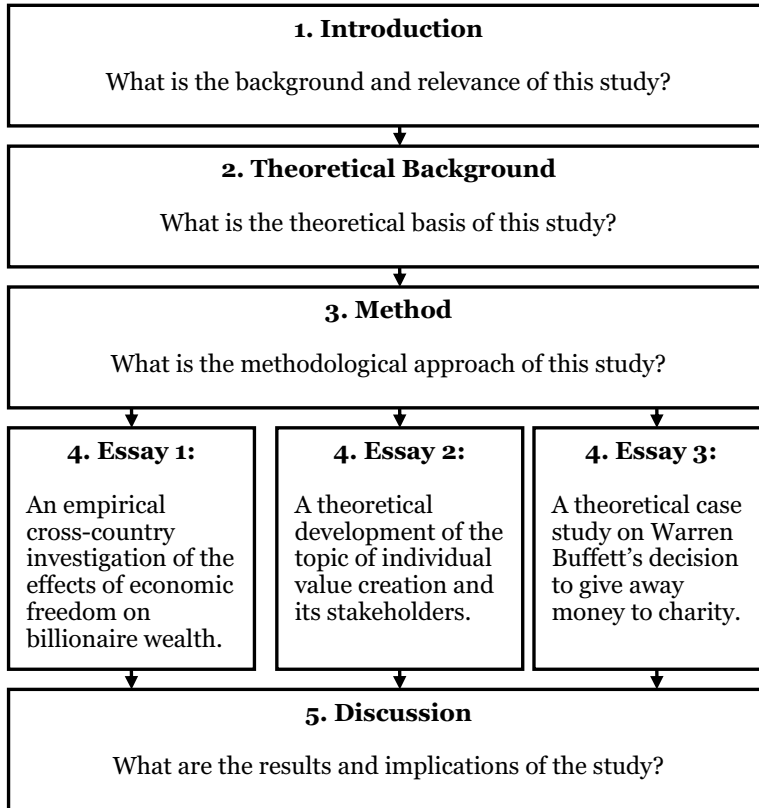 1. Introduction
What is the background and relevance of this study?
2. Theoretical Background
What is the theoretical basis of this study?
3. Method
What is the methodological approach of this study?
4. Essay 1:
An empirical
cross-country
investigation of the
effects of economic
freedom on
billionaire wealth.
4. Essay 2:
A theoretical
development of the
topic of individual
value creation and
its stakeholders.
4. Essay 3:
A theoretical case
study on Warren
Buffett’s decision
to give away
money to charity.
5. Discussion
What are the results and implications of the study?